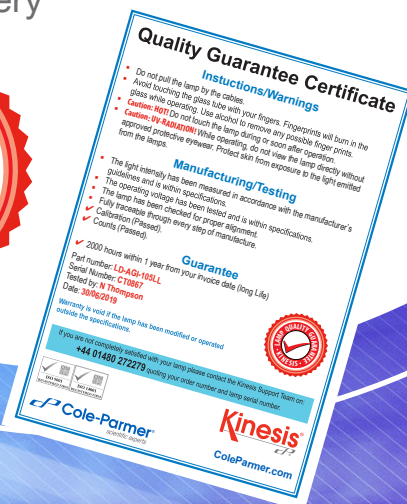 ery
Quality Guarantee Certificate
Instuctions/Warnings
Do not pull the lamp by the cables.
Avoid touching the glass tube with your fingers. Fingerprints will burn in the
glass while operating. Use alcohol to remove any possible finger prints.
Caution: HOT! Do not touch the lamp during or soon after operation.
Caution: UV-RADIATION! While operating, do not view the lamp directly without
approved protective eyewear. Protect skin from exposure to the light emitted
from the lamps.
Manufacturing/Testing
The light intensity has been measured in accordance with the manufacturer's
guidelines and is within specifications.
The operating voltage has been tested and is within specifications.
The lamp has been checked for proper alignment.
Fully traceable through every step of manufacture.
Calibration (Passed).
Counts (Passed).
Guarantee
2000 hours within 1 year from your invoice date (long Life)
Part number: LD-AGI-105LL
Serial Number: CT0867
Tested by: N Thompson
Date: 30/06/2019
Warranty is void if the lamp has been modified or operated
outside the specifications.
If you are not completely satisfied with your lamp please contact the Kinesis Support Team on:
+44 01480 272279 quoting your order number and lamp serial number.
LAMP QUALITY GUARANTEE
KINESIS
ISO 9001
REGISTERED FIRM
ISO 14001
REGISTERED FIRM
Cole-Parmer®
scientific experts
Kinesis®
ColeParmer.com